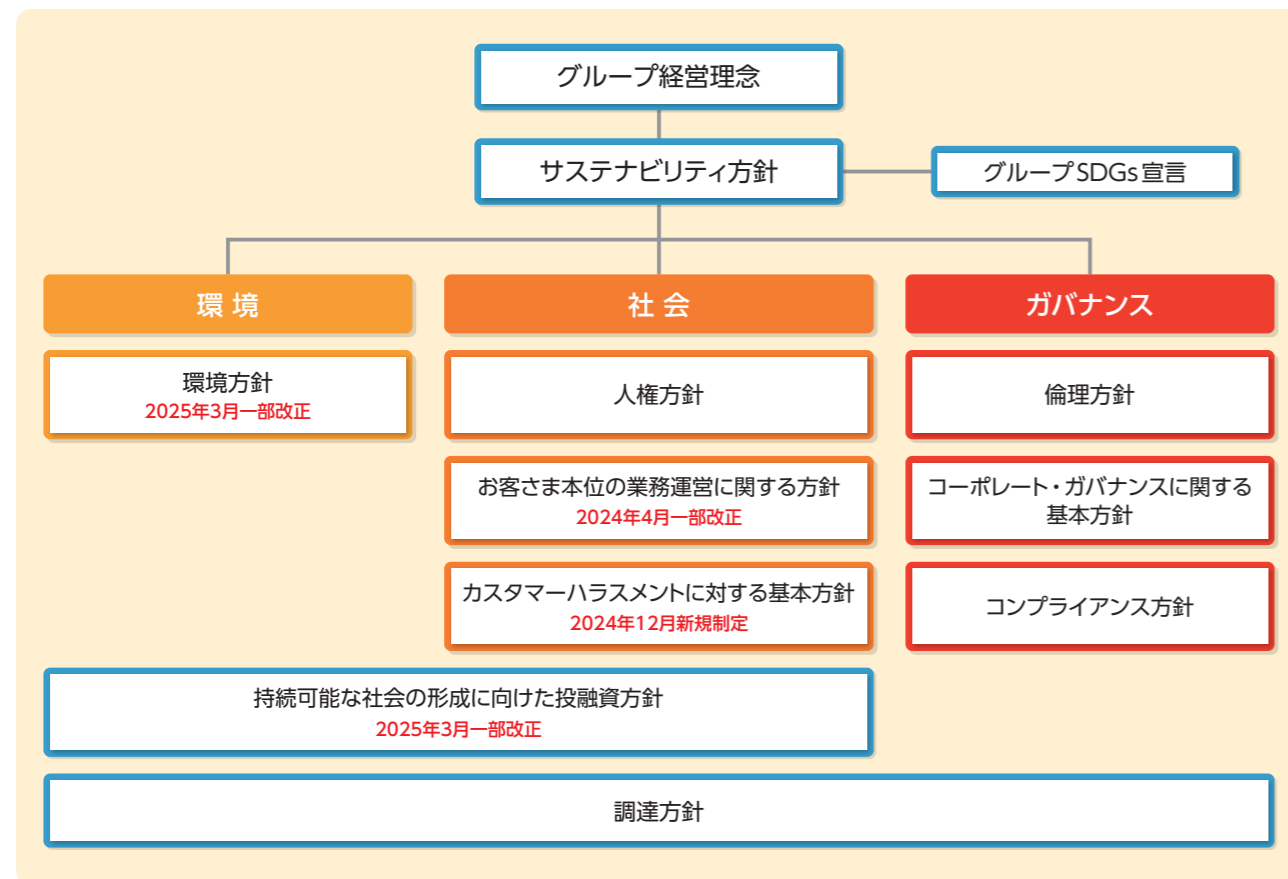 グループ経営理念
サステナビリティ方針
グループSDGs宣言
環境
社会
ガバナンス
環境方針
2025年3月一部改正
人権方針
倫理方針
お客さま本位の業務運営に関する方針
2024年4月一部改正
コーポレート・ガバナンスに関する
基本方針
カスタマーハラスメントに対する基本方針
2024年12月新規制定
コンプライアンス方針
持続可能な社会の形成に向けた投融資方針
2025年3月一部改正
調達方針